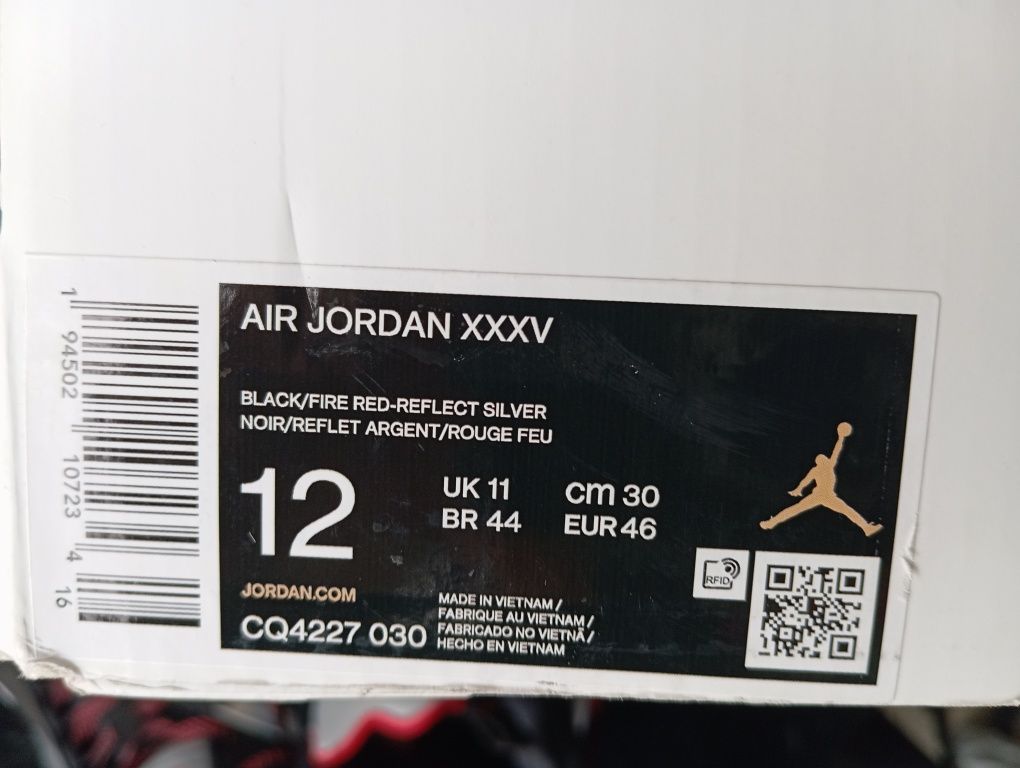 AIR JORDAN XXXV
BLACK/FIRE RED-REFLECT SILVER
NOIR/REFLET ARGENT/ROUGE FEU
12
UK 11
cm 30
BR 44
EUR 46
JORDAN.COM
CQ4227 030
MADE IN VIETNAM /
FABRIQUE AU VIETNAM /
FABRICADO NO VIETNÃ /
HECHO EN VIETNAM
RFID
1 94502 10723 4 16